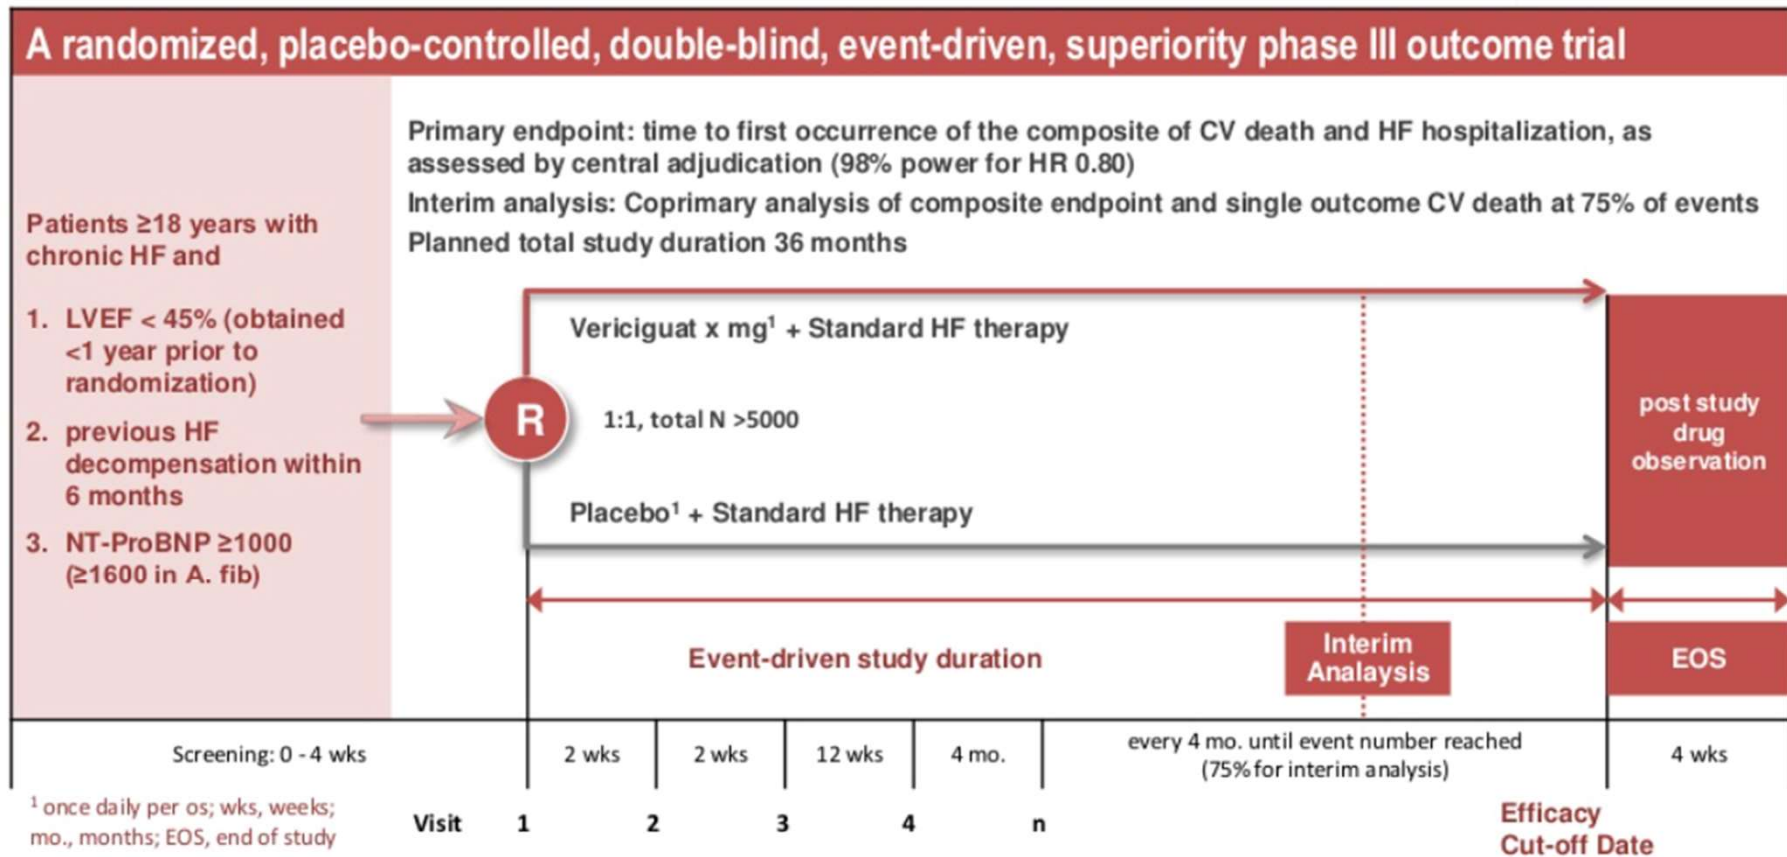 A randomized, placebo-controlled, double-blind, event-driven, superiority phase III outcome trial
Patients ≥18 years with
chronic HF and
1. LVEF < 45% (obtained
<1 year prior to
randomization)
2. previous HF
decompensation within
6 months
3. NT-ProBNP ≥1000
(≥1600 in A. fib)
Primary endpoint: time to first occurrence of the composite of CV death and HF hospitalization, as
assessed by central adjudication (98% power for HR 0.80)
Interim analysis: Coprimary analysis of composite endpoint and single outcome CV death at 75% of events
Planned total study duration 36 months
Vericiguat x mg¹ + Standard HF therapy
R
1:1, total N >5000
Placebo¹ + Standard HF therapy
post study
drug
observation
Event-driven study duration
Interim
Analaysis
EOS
Screening: 0 - 4 wks
2 wks
2 wks
12 wks
4 mo.
every 4 mo. until event number reached
(75% for interim analysis)
4 wks
¹ once daily per os; wks, weeks;
mo., months; EOS, end of study
Visit 1 2 3 4 n
Efficacy
Cut-off Date